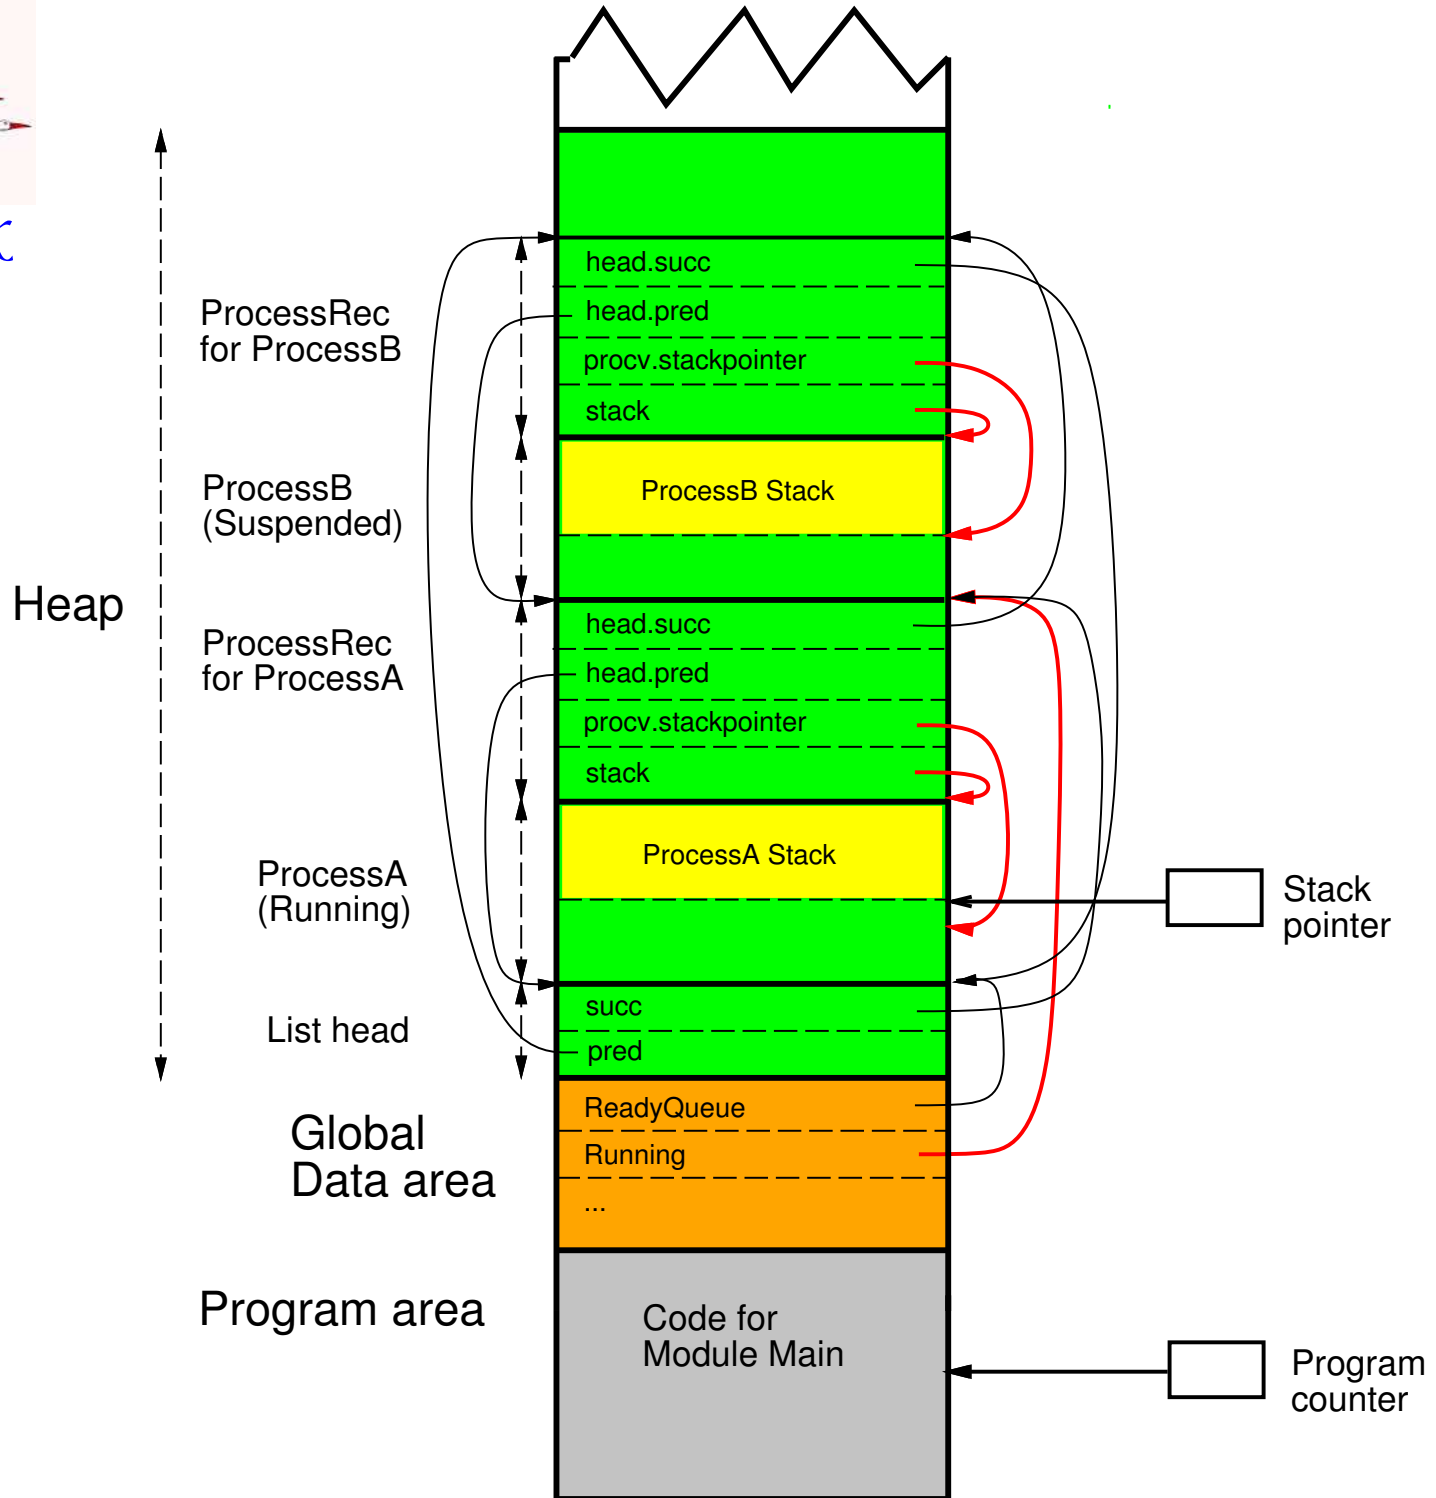 head.succ
head.pred
procv.stackpointer
stack
ProcessRec
for ProcessB
ProcessB Stack
ProcessB
(Suspended)
Heap
head.succ
head.pred
procv.stackpointer
stack
ProcessRec
for ProcessA
ProcessA Stack
ProcessA
(Running)
Stack
pointer
succ
pred
List head
ReadyQueue
Running
...
Global
Data area
Program area
Code for
Module Main
Program
counter